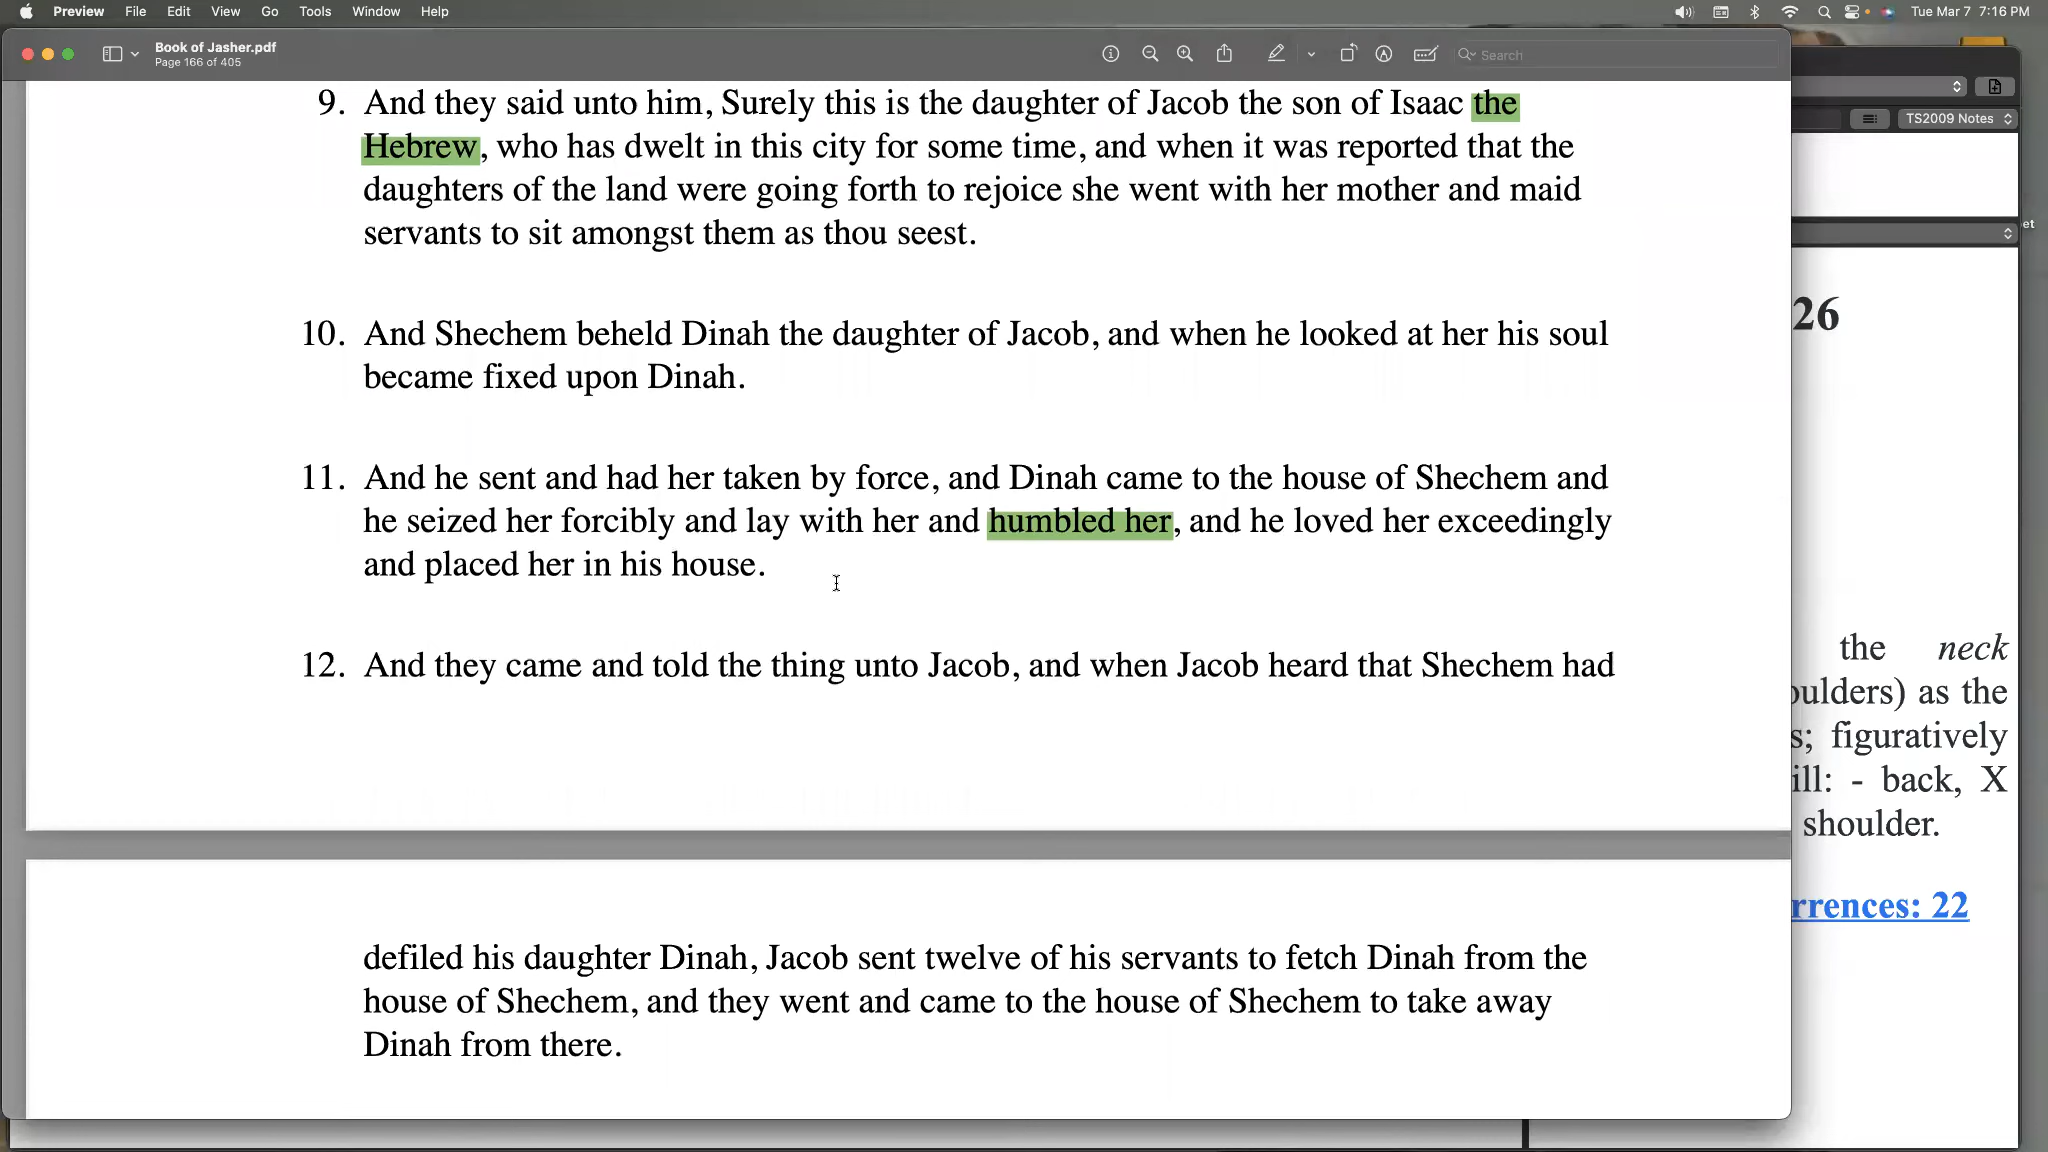 Preview File Edit View Go Tools Window Help Tue Mar 7 7:16 PM
Book of Jasher.pdf
Page 166 of 405
Search
9. And they said unto him, Surely this is the daughter of Jacob the son of Isaac the
Hebrew, who has dwelt in this city for some time, and when it was reported that the
daughters of the land were going forth to rejoice she went with her mother and maid
servants to sit amongst them as thou seest.
10. And Shechem beheld Dinah the daughter of Jacob, and when he looked at her his soul
became fixed upon Dinah.
11. And he sent and had her taken by force, and Dinah came to the house of Shechem and
he seized her forcibly and lay with her and humbled her, and he loved her exceedingly
and placed her in his house.
12. And they came and told the thing unto Jacob, and when Jacob heard that Shechem had
defiled his daughter Dinah, Jacob sent twelve of his servants to fetch Dinah from the
house of Shechem, and they went and came to the house of Shechem to take away
Dinah from there.
TS2009 Notes
et
26
the neck
oulders) as the
s; figuratively
ill: - back, X
shoulder.
rrences: 22